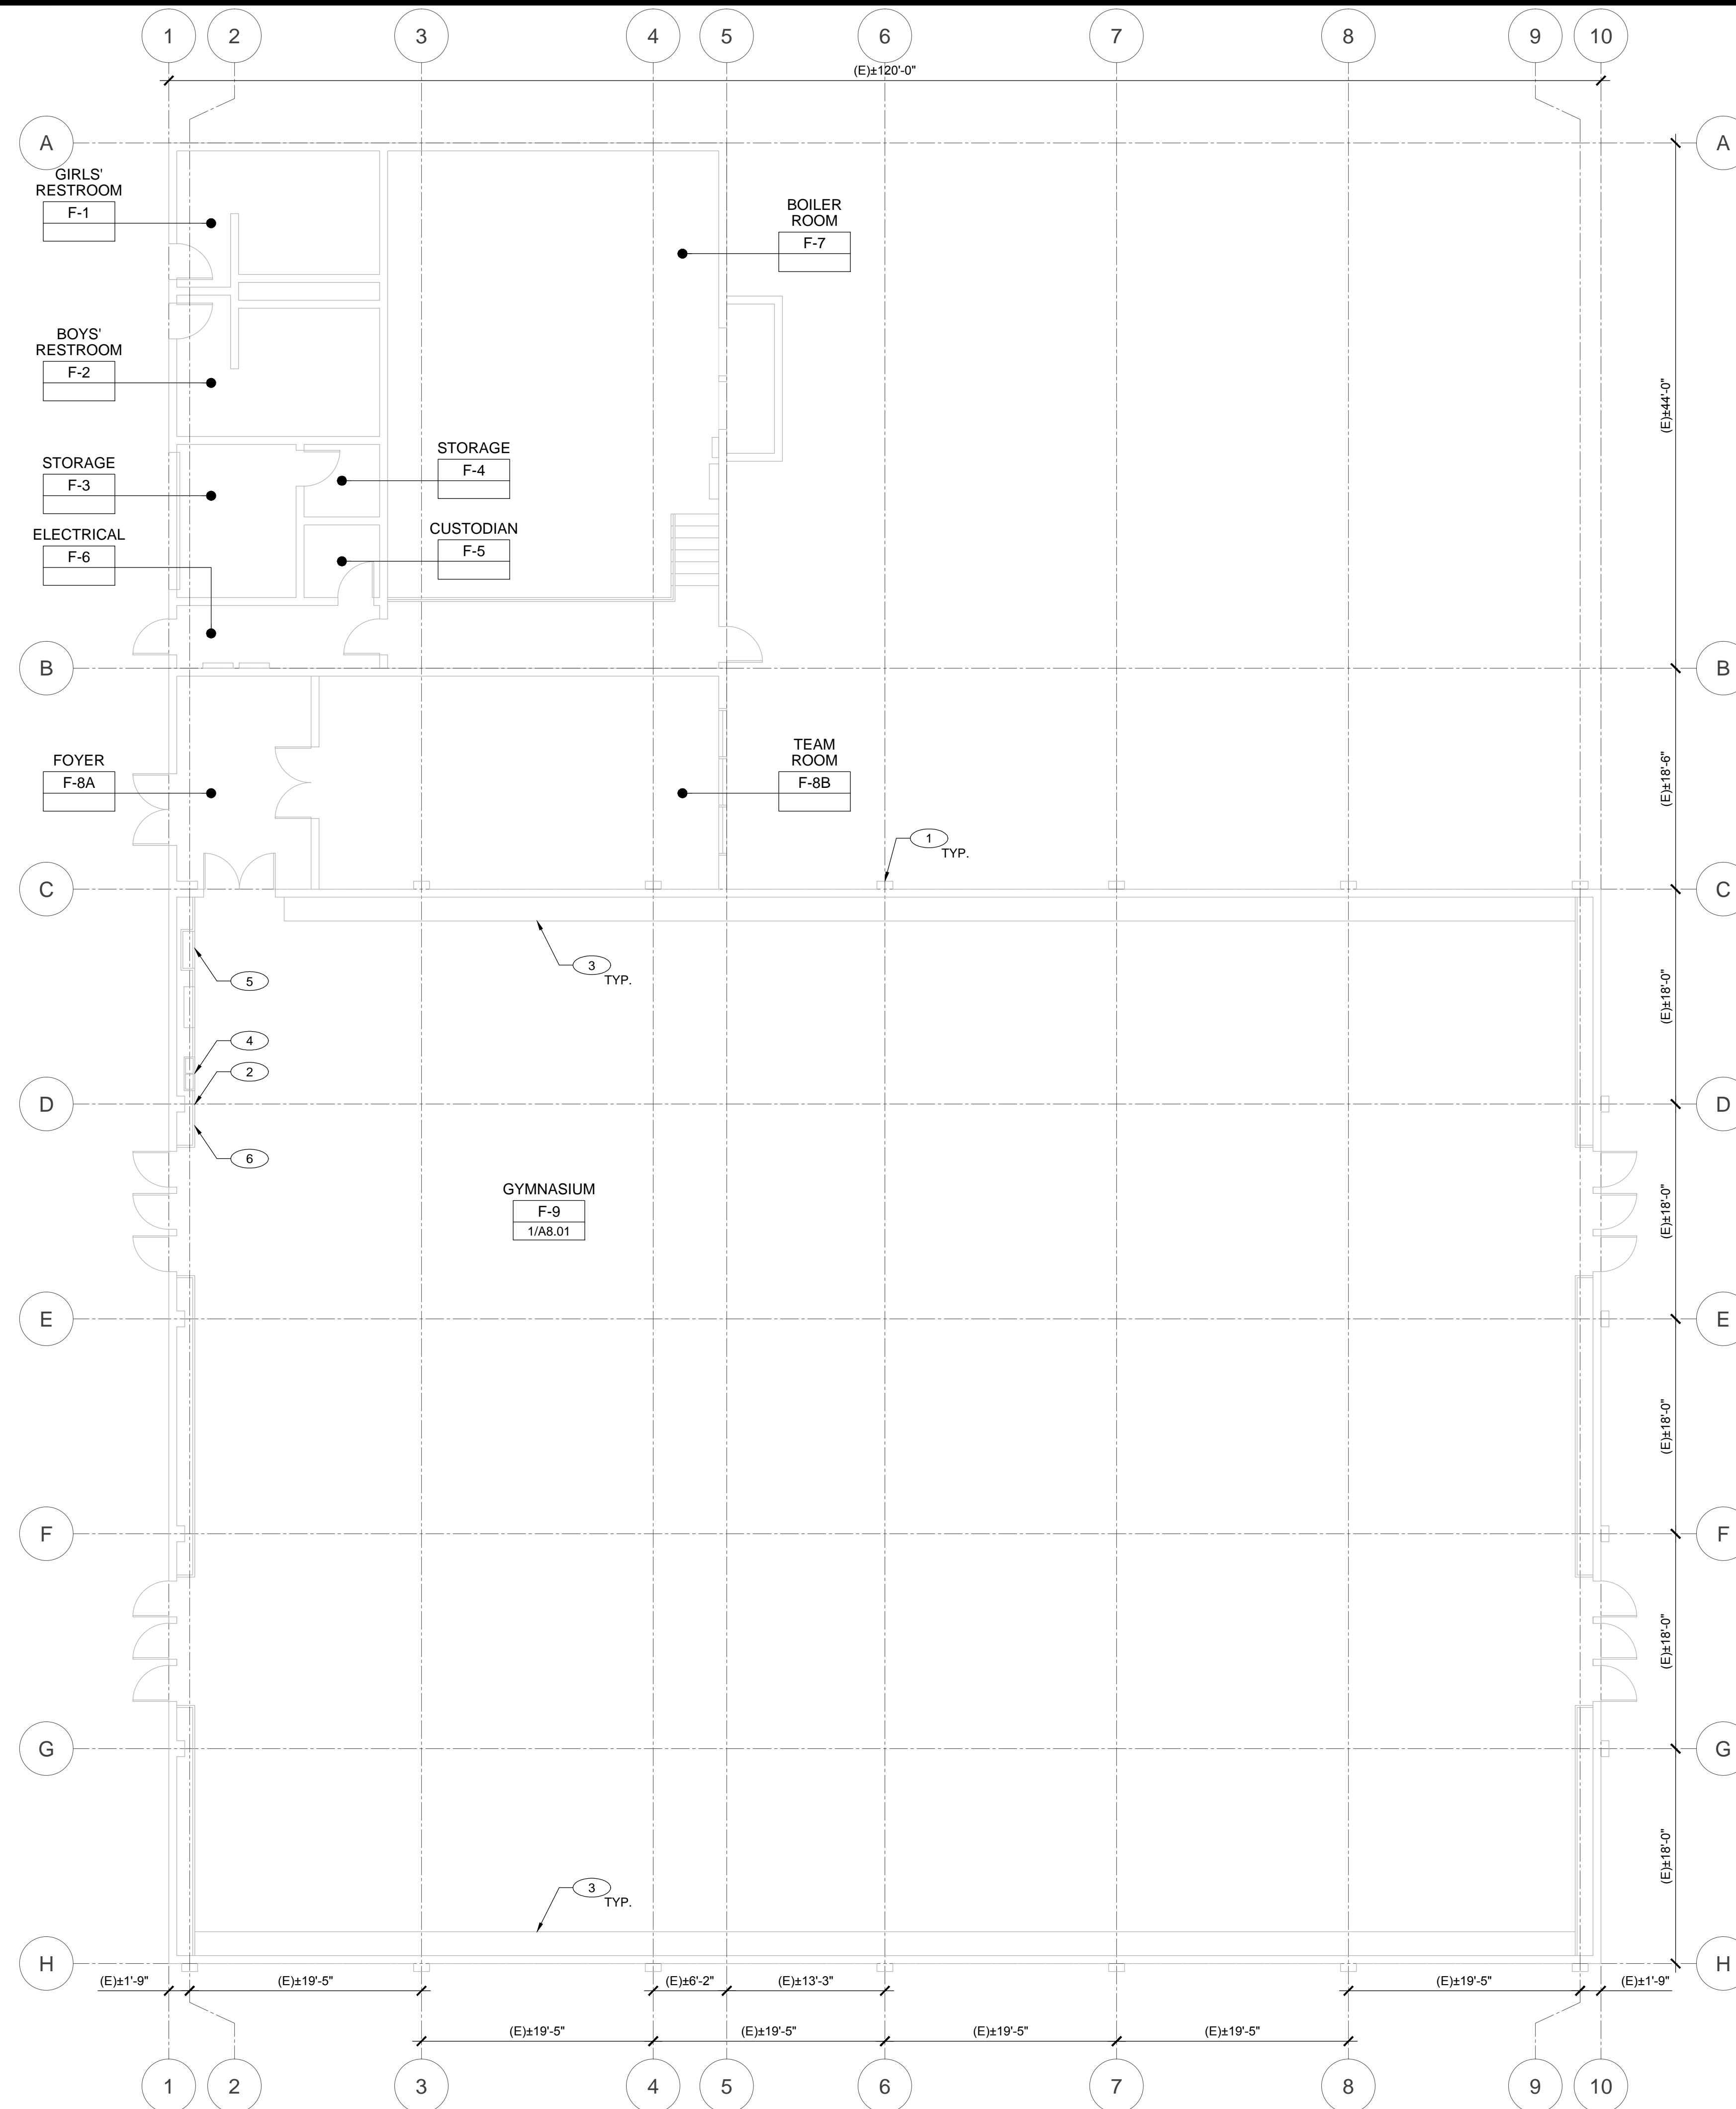 1 2 3 4 5 6 7 8 9 10
(E)±120'-0"
A A
GIRLS'
RESTROOM
F-1
BOILER
ROOM
F-7
BOYS'
RESTROOM
F-2
(E)±44'-0"
STORAGE
F-3
STORAGE
F-4
ELECTRICAL
F-6
CUSTODIAN
F-5
B B
FOYER
F-8A
TEAM
ROOM
F-8B
(E)±18'-6"
1
TYP.
C C
3
TYP.
5
(E)±18'-0"
4
2
D D
6
GYMNASIUM
F-9
1/A8.01
(E)±18'-0"
E E
(E)±18'-0"
F F
(E)±18'-0"
G G
(E)±18'-0"
3
TYP.
H H
(E)±1'-9" (E)±19'-5" (E)±6'-2" (E)±13'-3" (E)±19'-5" (E)±1'-9"
(E)±19'-5" (E)±19'-5" (E)±19'-5" (E)±19'-5"
1 2 3 4 5 6 7 8 9 10